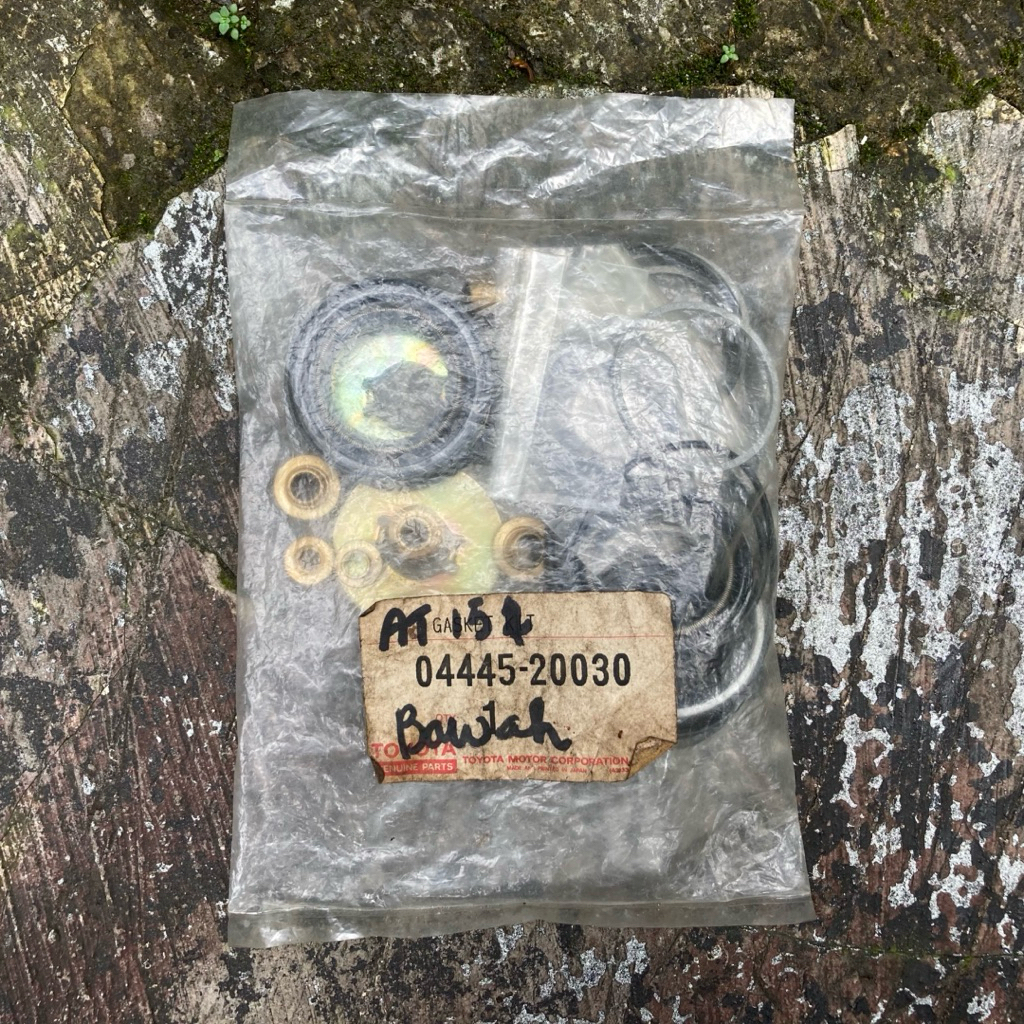 AT 151
GASKET KIT
04445-20030
Bawah
TOYOTA
GENUINE PARTS
TOYOTA MOTOR CORPORATION